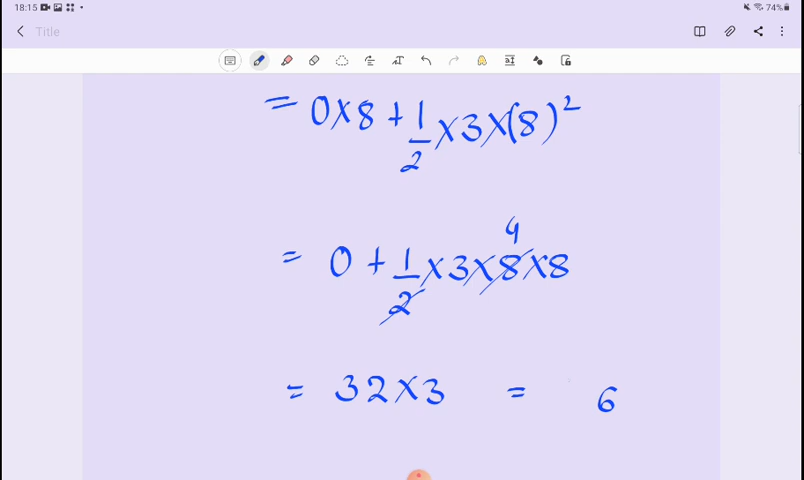 18:15 74%
Title
= 0×8 + 1/2 ×3×(8)²
4
= 0 + 1/2 ×3×8×8
= 32×3 = 6